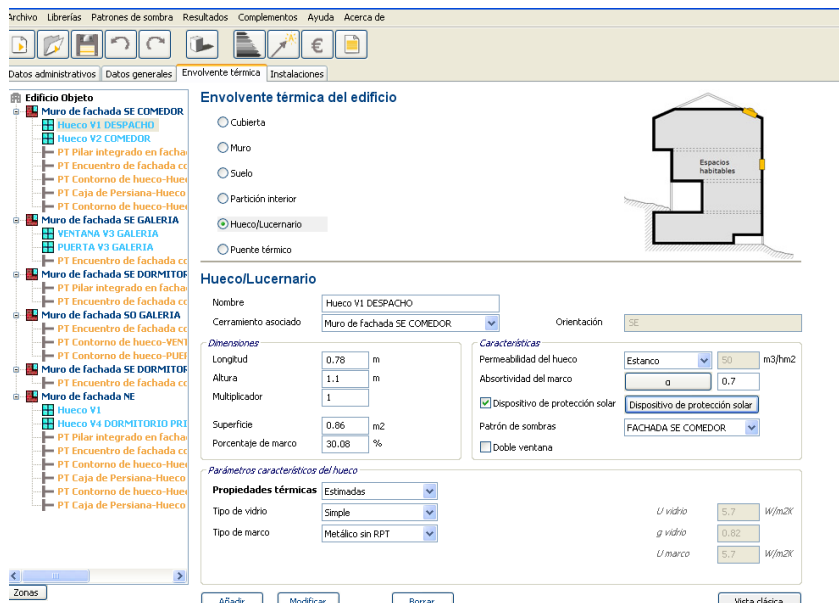 Archivo Librerías Patrones de sombra Resultados Complementos Ayuda Acerca de
Datos administrativos Datos generales Envolvente térmica Instalaciones
Edificio Objeto
Muro de fachada SE COMEDOR
Hueco V1 DESPACHO
Hueco V2 COMEDOR
PT Pilar integrado en facha
PT Encuentro de fachada co
PT Contorno de hueco-Hue
PT Caja de Persiana-Hueco
PT Contorno de hueco-Hue
Muro de fachada SE GALERIA
VENTANA V3 GALERIA
PUERTA V3 GALERIA
PT Encuentro de fachada co
Muro de fachada SE DORMITOR
PT Pilar integrado en facha
PT Encuentro de fachada co
Muro de fachada SO GALERIA
PT Encuentro de fachada co
PT Contorno de hueco-VENT
PT Contorno de hueco-PUER
Muro de fachada SE DORMITOR
PT Encuentro de fachada co
Muro de fachada NE
Hueco V1
Hueco V4 DORMITORIO PRI
PT Pilar integrado en facha
PT Encuentro de fachada co
PT Contorno de hueco-Hue
PT Caja de Persiana-Hueco
PT Contorno de hueco-Hue
PT Caja de Persiana-Hueco
Zonas
Envolvente térmica del edificio
Cubierta
Muro
Suelo
Partición interior
Hueco/Lucernario
Puente térmico
Espacios
habitables
Hueco/Lucernario
Nombre Hueco V1 DESPACHO
Cerramiento asociado Muro de fachada SE COMEDOR Orientación SE
Dimensiones
Longitud 0.78 m
Altura 1.1 m
Multiplicador 1
Superficie 0.86 m2
Porcentaje de marco 30.08 %
Características
Permeabilidad del hueco Estanco 50 m3/hm2
Absortividad del marco α 0.7
Dispositivo de protección solar Dispositivo de protección solar
Patrón de sombras FACHADA SE COMEDOR
Doble ventana
Parámetros característicos del hueco
Propiedades térmicas Estimadas
Tipo de vidrio Simple U vidrio 5.7 W/m2K
Tipo de marco Metálico sin RPT g vidrio 0.82
U marco 5.7 W/m2K
Añadir Modificar Borrar Vista clásica